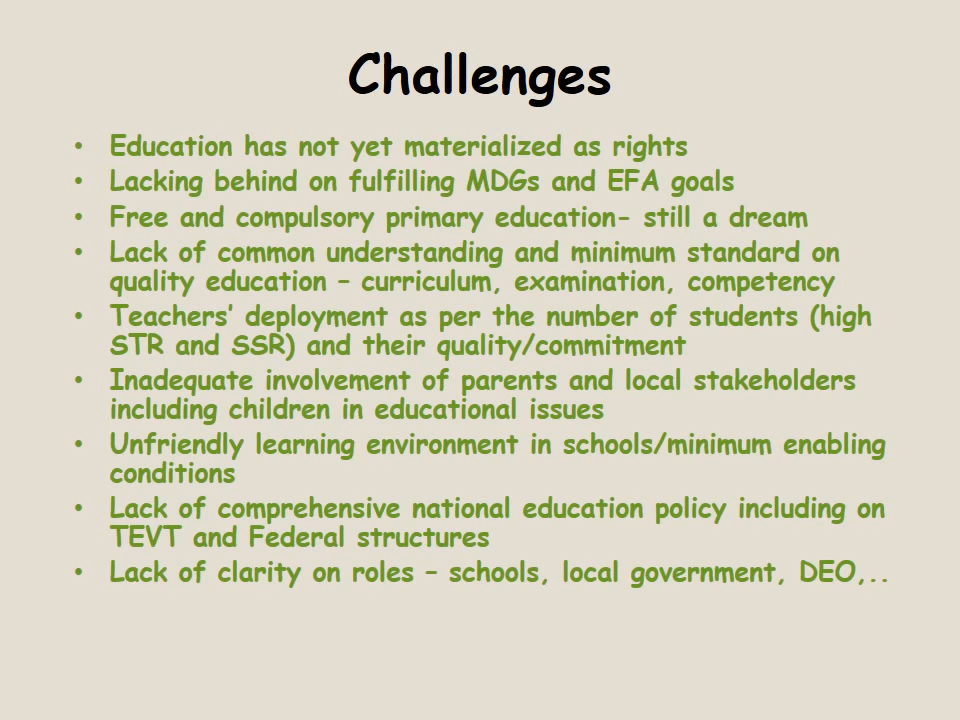 Challenges
• Education has not yet materialized as rights
• Lacking behind on fulfilling MDGs and EFA goals
• Free and compulsory primary education- still a dream
• Lack of common understanding and minimum standard on
quality education – curriculum, examination, competency
• Teachers’ deployment as per the number of students (high
STR and SSR) and their quality/commitment
• Inadequate involvement of parents and local stakeholders
including children in educational issues
• Unfriendly learning environment in schools/minimum enabling
conditions
• Lack of comprehensive national education policy including on
TEVT and Federal structures
• Lack of clarity on roles – schools, local government, DEO,..